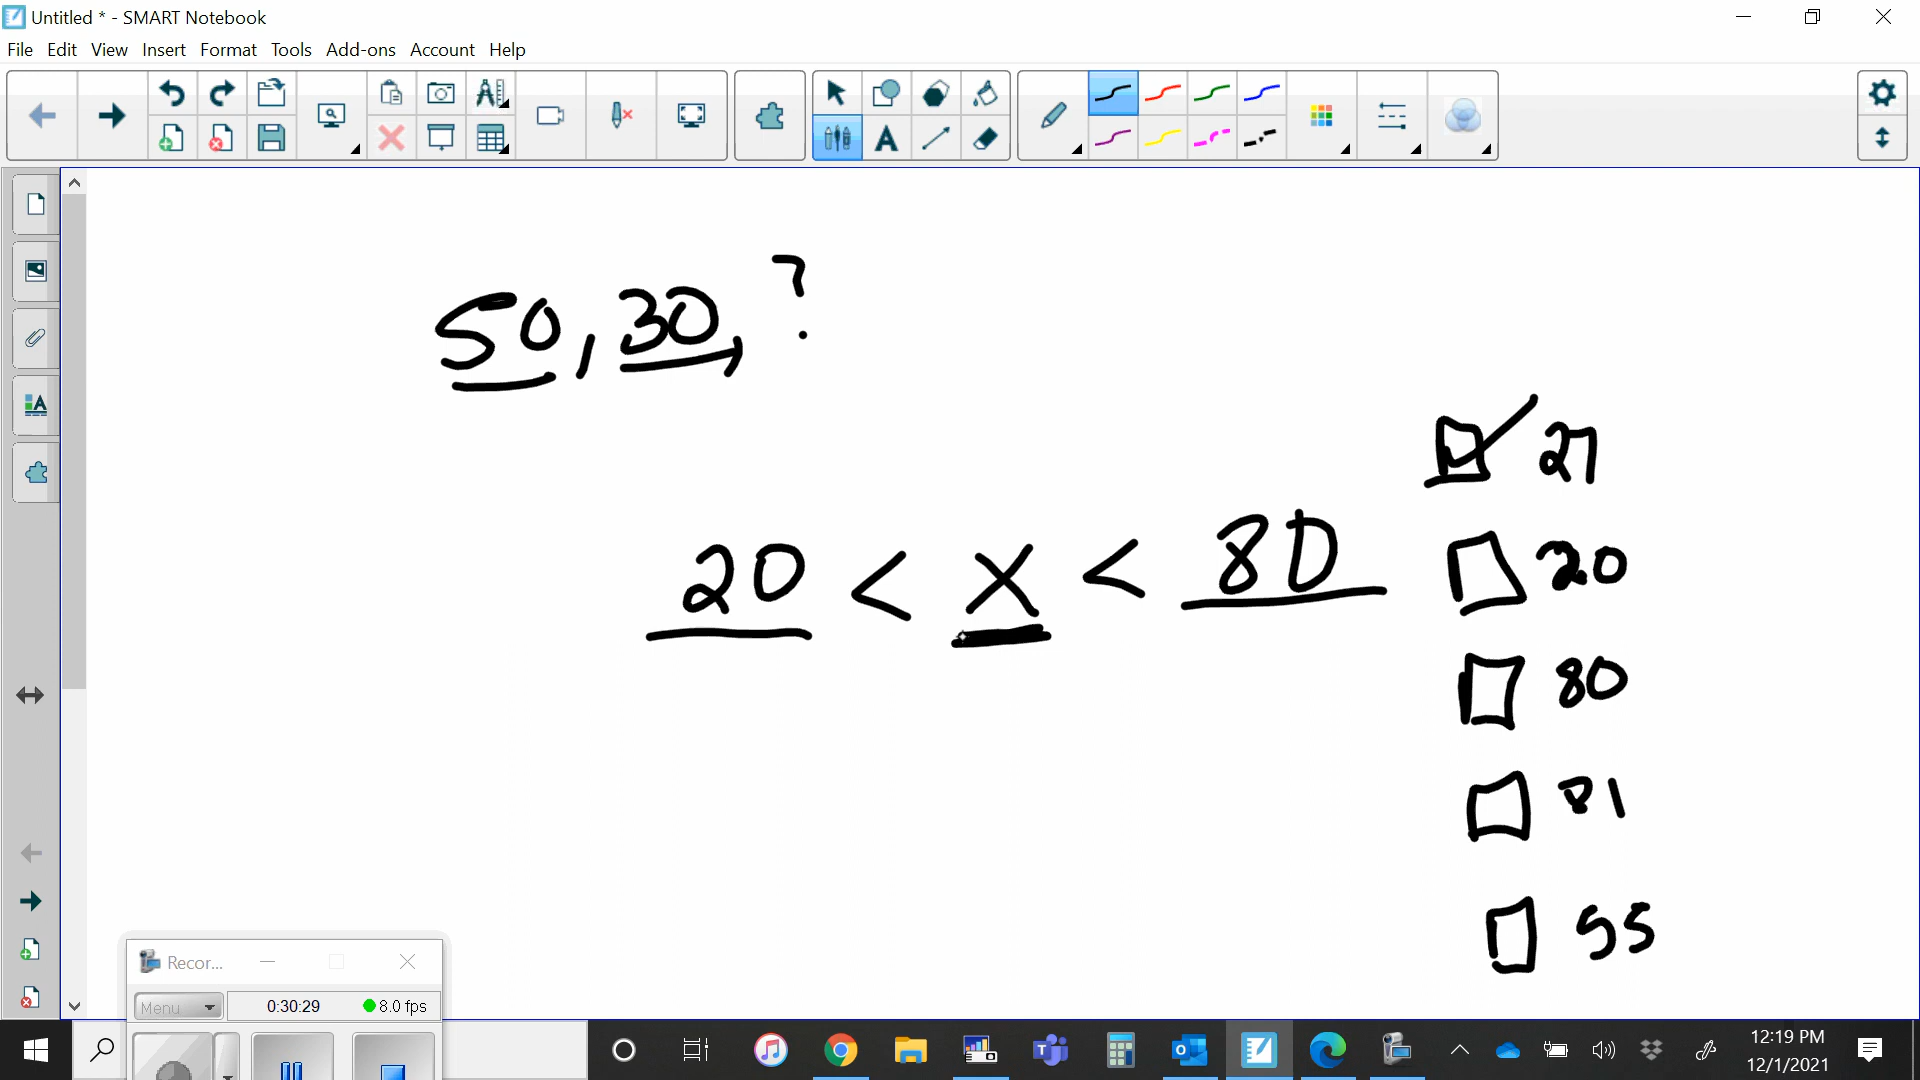 Untitled * - SMART Notebook
File Edit View Insert Format Tools Add-ons Account Help
50, 30, ?
20 < x < 80
27
20
80
81
55
Recor...
Menu
0:30:29
8.0 fps
12:19 PM
12/1/2021